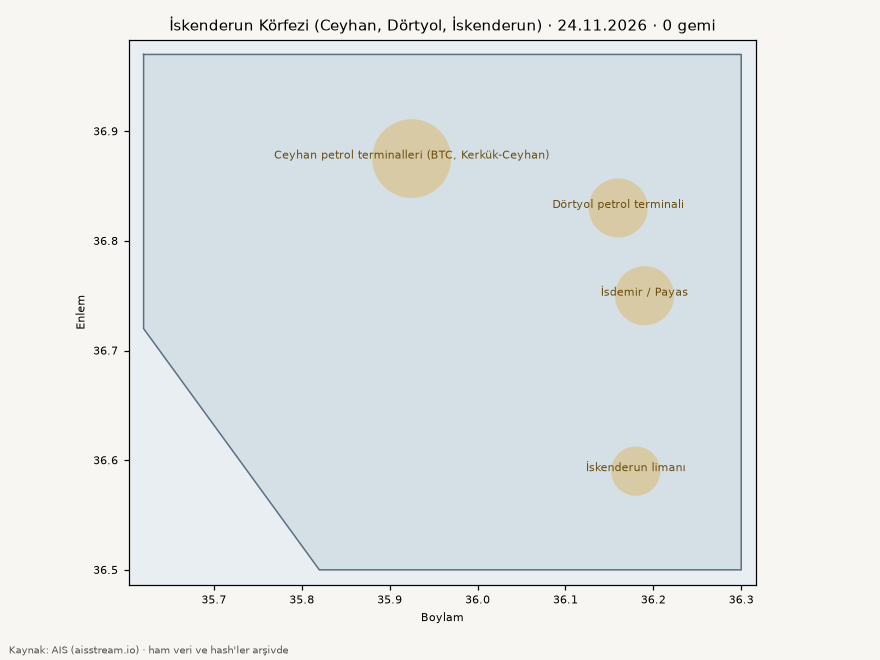 İskenderun Körfezi (Ceyhan, Dörtyol, İskenderun) · 24.11.2026 · 0 gemi
36.9
36.8
36.7
36.6
36.5
Enlem
Ceyhan petrol terminalleri (BTC, Kerkük-Ceyhan)
Dörtyol petrol terminali
İsdemir / Payas
İskenderun limanı
35.7 35.8 35.9 36.0 36.1 36.2 36.3
Boylam
Kaynak: AIS (aisstream.io) · ham veri ve hash'ler arşivde